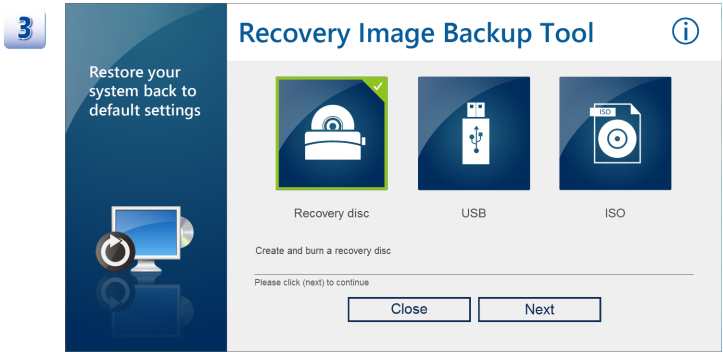 3
Recovery Image Backup Tool
i
Restore your
system back to
default settings
ISO
Recovery disc
USB
ISO
Create and burn a recovery disc
Please click (next) to continue
Close
Next